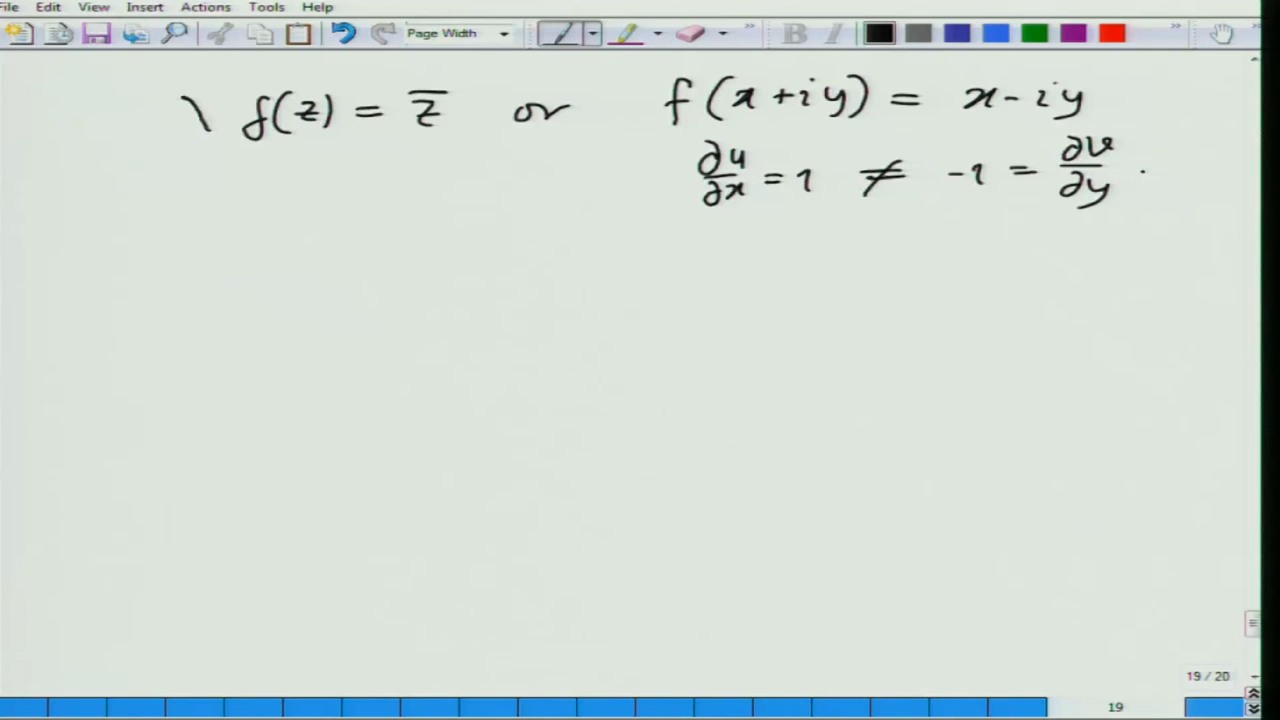 File Edit View Insert Actions Tools Help
Page Width
\ f(z) = z̅ or f(x+iy) = x-iy
∂u/∂x = 1 ≠ -1 = ∂v/∂y .
19 / 20
19